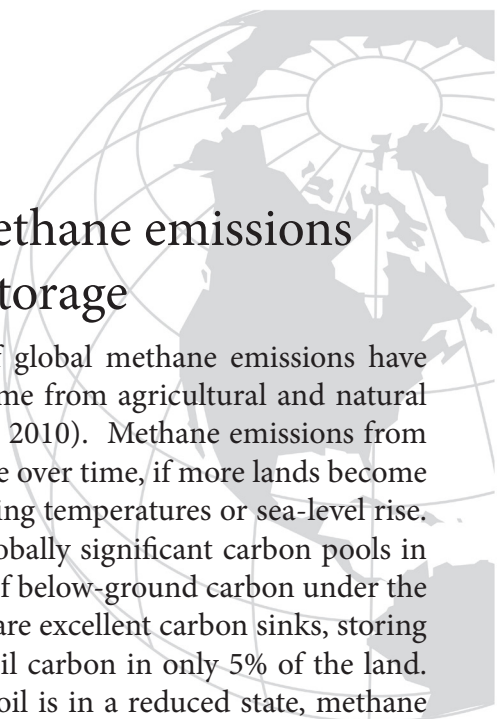 ethane emissions
torage
f global methane emissions have
me from agricultural and natural
2010). Methane emissions from
e over time, if more lands become
ing temperatures or sea-level rise.
obally significant carbon pools in
f below-ground carbon under the
are excellent carbon sinks, storing
il carbon in only 5% of the land.
oil is in a reduced state, methane